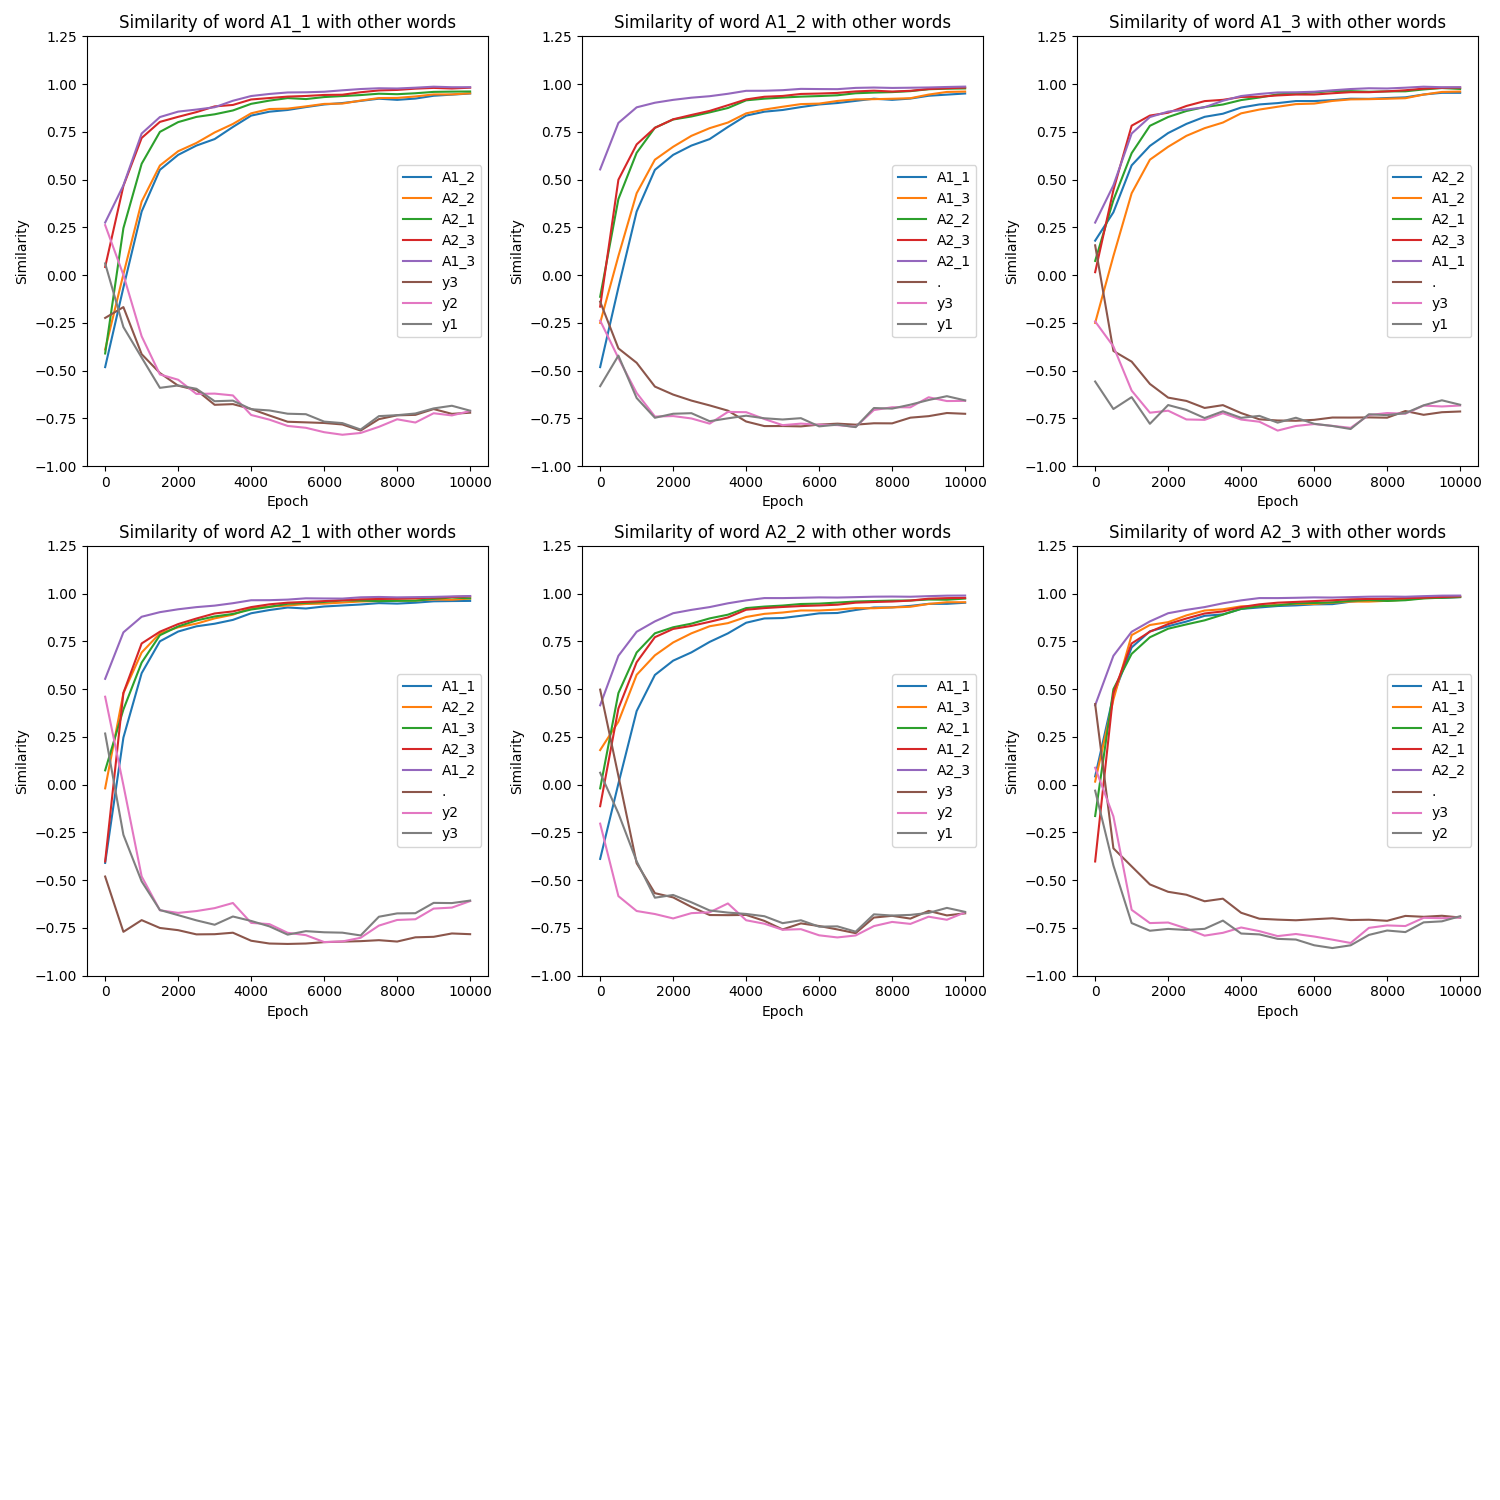 Similarity of word A1_1 with other words
1.25
1.00
0.75
0.50
0.25
0.00
−0.25
−0.50
−0.75
−1.00
Similarity
0 2000 4000 6000 8000 10000
Epoch
A1_2
A2_2
A2_1
A2_3
A1_3
y3
y2
y1
Similarity of word A1_2 with other words
1.25
1.00
0.75
0.50
0.25
0.00
−0.25
−0.50
−0.75
−1.00
Similarity
0 2000 4000 6000 8000 10000
Epoch
A1_1
A1_3
A2_2
A2_3
A2_1
.
y3
y1
Similarity of word A1_3 with other words
1.25
1.00
0.75
0.50
0.25
0.00
−0.25
−0.50
−0.75
−1.00
Similarity
0 2000 4000 6000 8000 10000
Epoch
A2_2
A1_2
A2_1
A2_3
A1_1
.
y3
y1
Similarity of word A2_1 with other words
1.25
1.00
0.75
0.50
0.25
0.00
−0.25
−0.50
−0.75
−1.00
Similarity
0 2000 4000 6000 8000 10000
Epoch
A1_1
A2_2
A1_3
A2_3
A1_2
.
y2
y3
Similarity of word A2_2 with other words
1.25
1.00
0.75
0.50
0.25
0.00
−0.25
−0.50
−0.75
−1.00
Similarity
0 2000 4000 6000 8000 10000
Epoch
A1_1
A1_3
A2_1
A1_2
A2_3
y3
y2
y1
Similarity of word A2_3 with other words
1.25
1.00
0.75
0.50
0.25
0.00
−0.25
−0.50
−0.75
−1.00
Similarity
0 2000 4000 6000 8000 10000
Epoch
A1_1
A1_3
A1_2
A2_1
A2_2
.
y3
y2